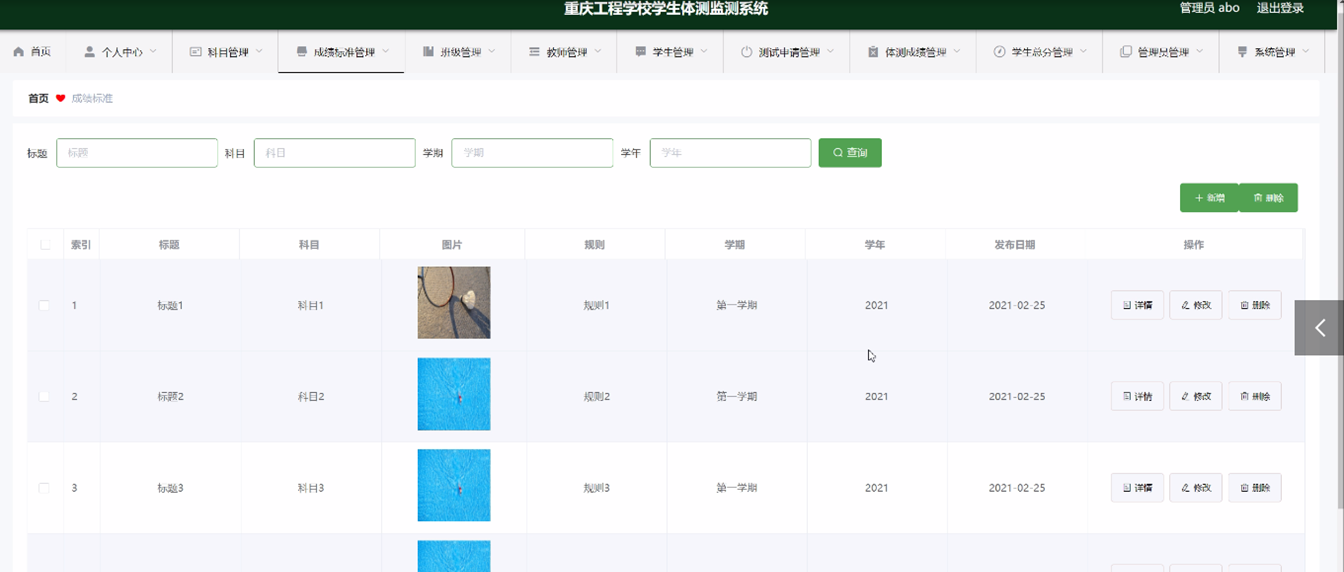 重庆工程学校学生体测监测系统
管理员 abo 退出登录
首页 个人中心 科目管理 成绩标准管理 班级管理 教师管理 学生管理 测试申请管理 体测成绩管理 学生总分管理 管理员管理 系统管理
首页 成绩标准
标题 标题 科目 科目 学期 学期 学年 学年 查询
新增 删除
索引 标题 科目 图片 规则 学期 学年 发布日期 操作
1 标题1 科目1 规则1 第一学期 2021 2021-02-25 详情 修改 删除
2 标题2 科目2 规则2 第一学期 2021 2021-02-25 详情 修改 删除
3 标题3 科目3 规则3 第一学期 2021 2021-02-25 详情 修改 删除